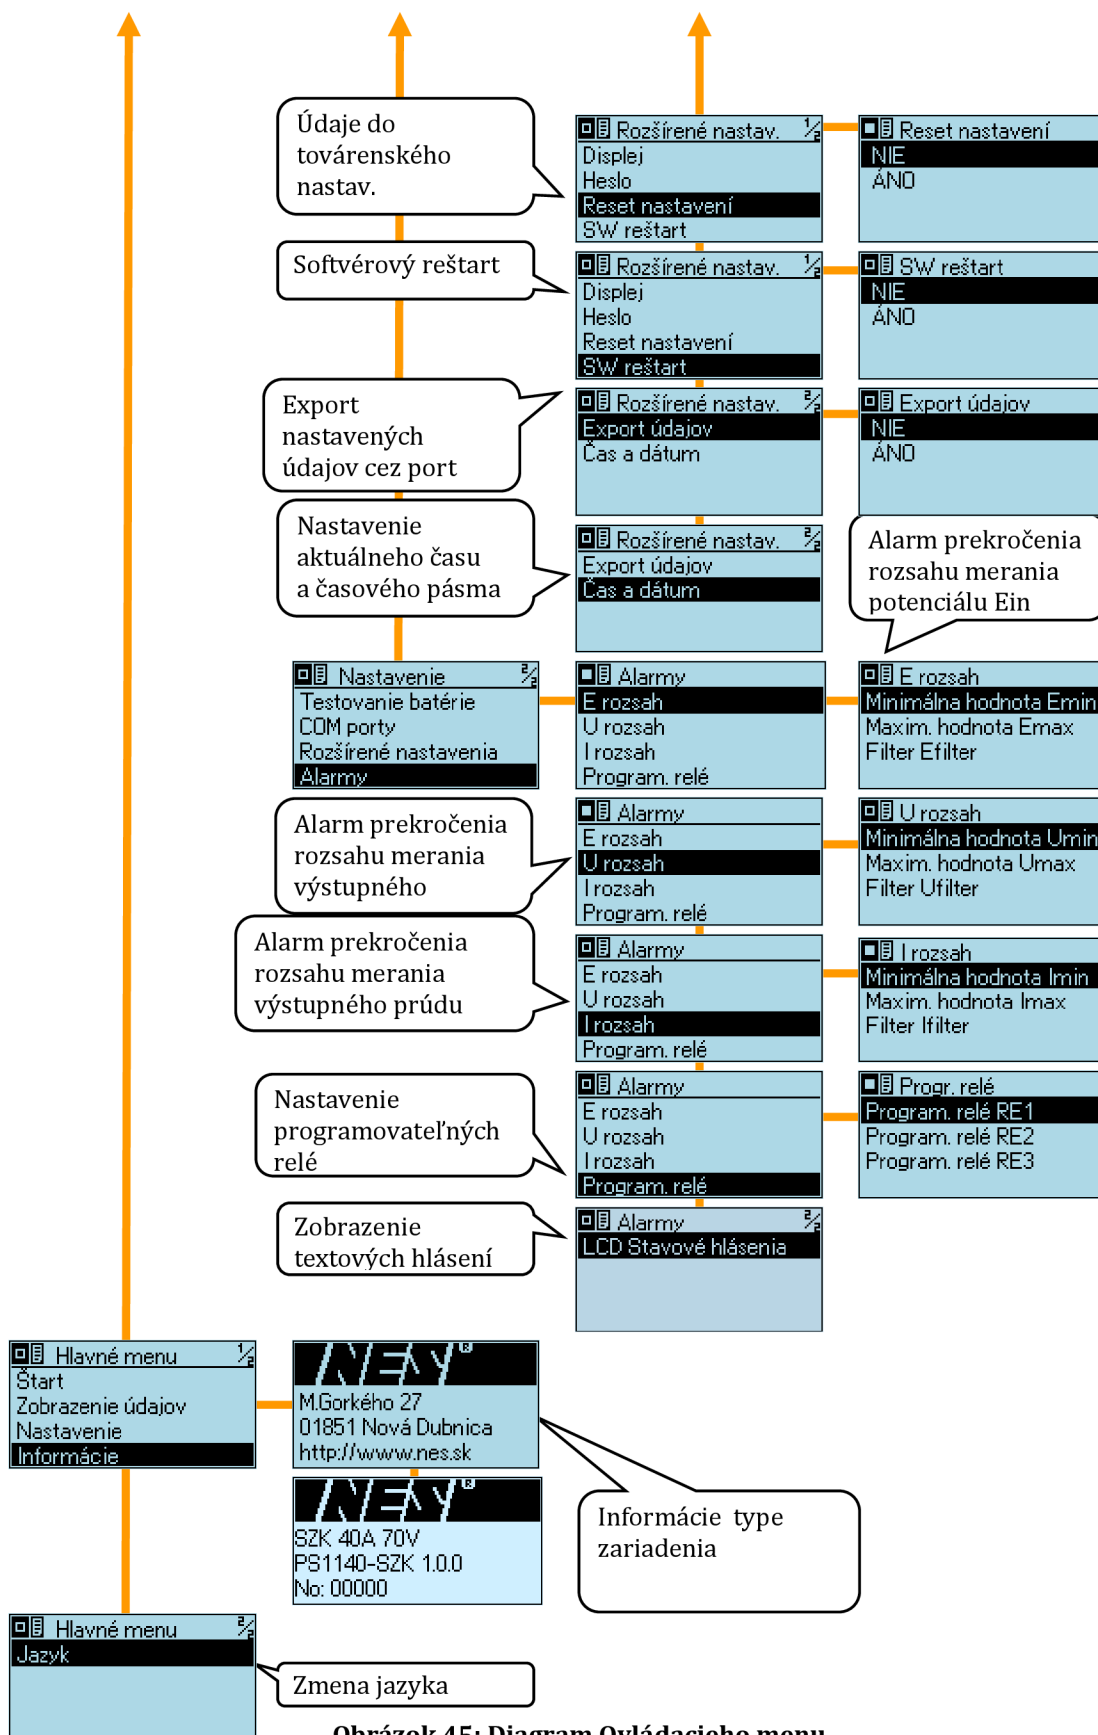 Údaje do
továrenského
nastav.
Rozšírené nastav. 1/2
Displej
Heslo
Reset nastavení
SW reštart
Reset nastavení
NIE
ÁNO
Softvérový reštart
Rozšírené nastav. 1/2
Displej
Heslo
Reset nastavení
SW reštart
SW reštart
NIE
ÁNO
Export
nastavených
údajov cez port
Rozšírené nastav. 2/2
Export údajov
Čas a dátum
Export údajov
NIE
ÁNO
Nastavenie
aktuálneho času
a časového pásma
Rozšírené nastav. 2/2
Export údajov
Čas a dátum
Alarm prekročenia
rozsahu merania
potenciálu Ein
Nastavenie 2/2
Testovanie batérie
COM porty
Rozšírené nastavenia
Alarmy
Alarmy
E rozsah
U rozsah
I rozsah
Program. relé
E rozsah
Minimálna hodnota Emin
Maxim. hodnota Emax
Filter Efilter
Alarm prekročenia
rozsahu merania
výstupného
Alarmy
E rozsah
U rozsah
I rozsah
Program. relé
U rozsah
Minimálna hodnota Umin
Maxim. hodnota Umax
Filter Ufilter
Alarm prekročenia
rozsahu merania
výstupného prúdu
Alarmy
E rozsah
U rozsah
I rozsah
Program. relé
I rozsah
Minimálna hodnota Imin
Maxim. hodnota Imax
Filter Ifilter
Nastavenie
programovateľných
relé
Alarmy
E rozsah
U rozsah
I rozsah
Program. relé
Progr. relé
Program. relé RE1
Program. relé RE2
Program. relé RE3
Zobrazenie
textových hlásení
Alarmy 2/2
LCD Stavové hlásenia
Hlavné menu 1/2
Štart
Zobrazenie údajov
Nastavenie
Informácie
NES®
M.Gorkého 27
01851 Nová Dubnica
http://www.nes.sk
NES®
SZK 40A 70V
PS1140-SZK 1.0.0
No: 00000
Informácie type
zariadenia
Hlavné menu 2/2
Jazyk
Zmena jazyka
Obrázok 45: Diagram Ovládacieho menu